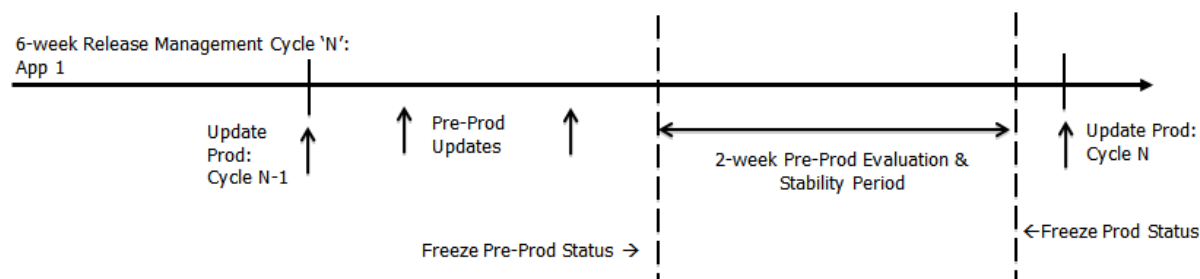 6-week Release Management Cycle ‘N’:
App 1
Update
Prod:
Cycle N-1
Pre-Prod
Updates
2-week Pre-Prod Evaluation &
Stability Period
Update Prod:
Cycle N
Freeze Pre-Prod Status →
←Freeze Prod Status